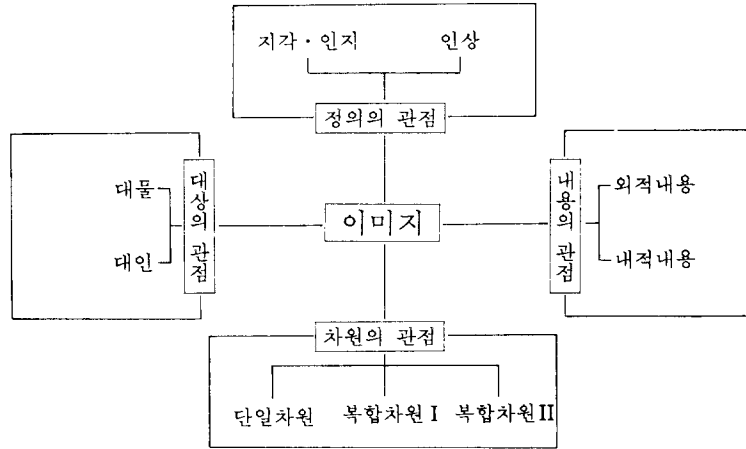 지각 · 인지 인상
정의의 관점
대물
대인
대상의 관점
이미지
내용의 관점
외적내용
내적내용
차원의 관점
단일차원 복합차원 I 복합차원 II